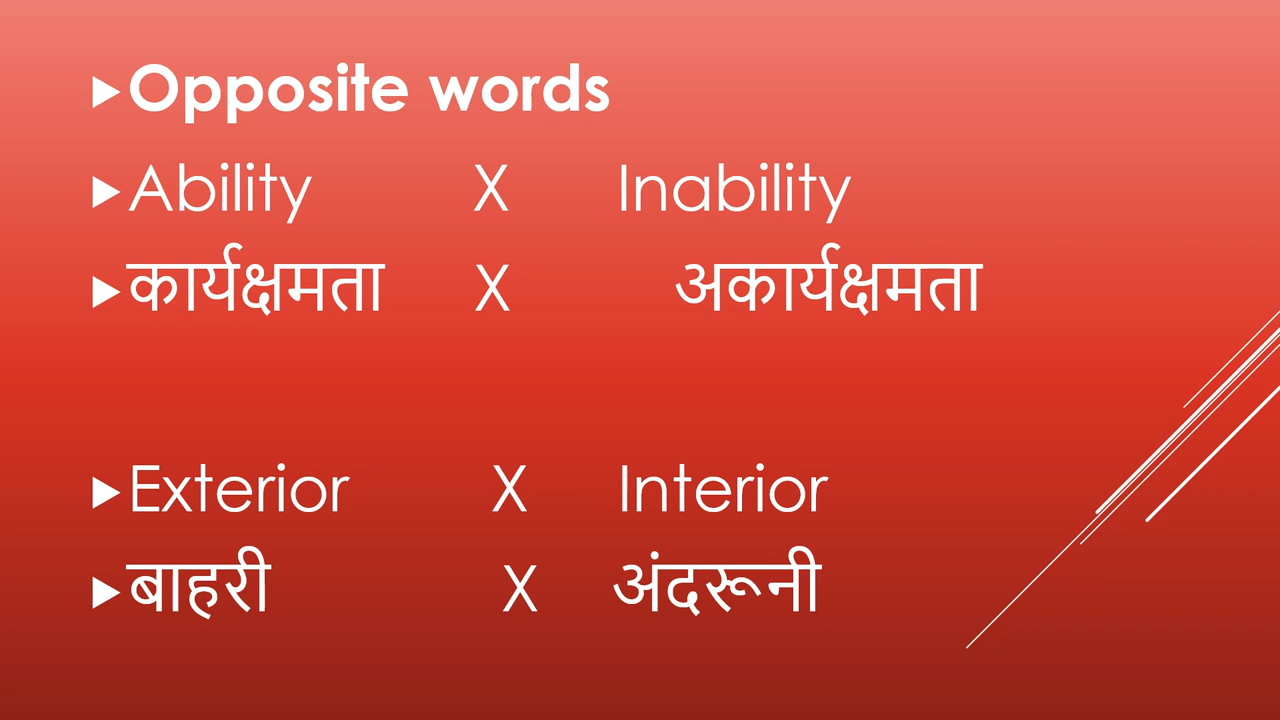 Opposite words
Ability X Inability
कार्यक्षमता X अकार्यक्षमता
Exterior X Interior
बाहरी X अंदरूनी